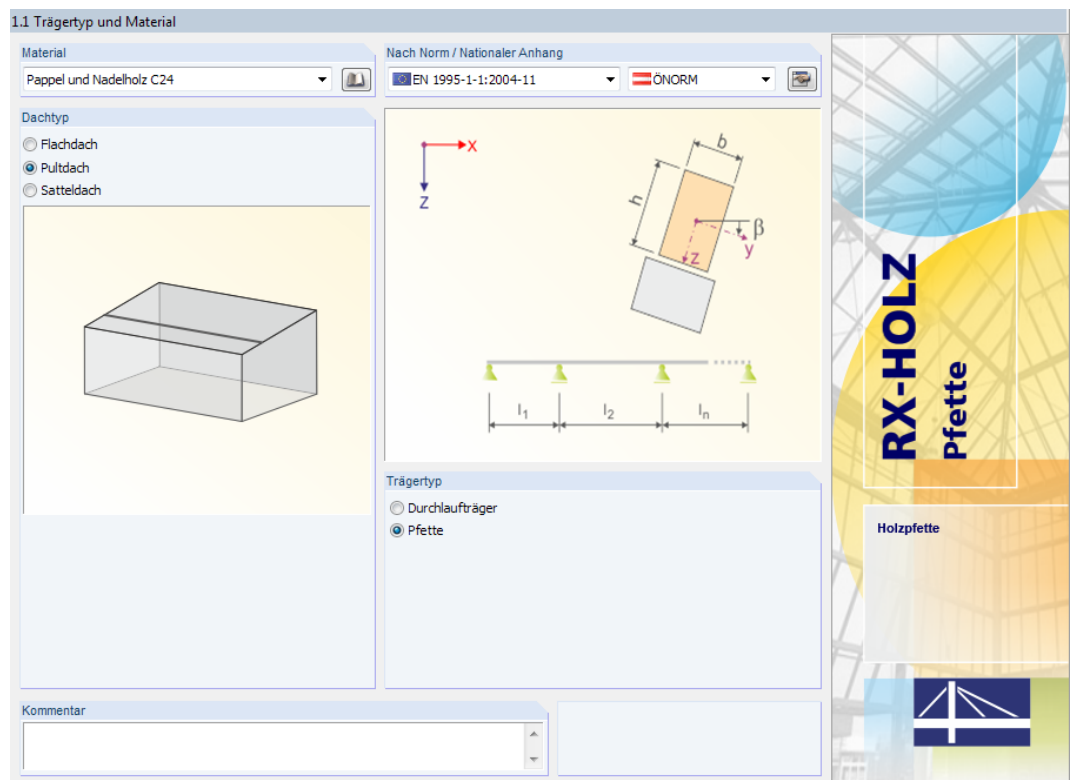 1.1 Trägertyp und Material
Material
Pappel und Nadelholz C24
Nach Norm / Nationaler Anhang
EN 1995-1-1:2004-11
ÖNORM
Dachtyp
Flachdach
Pultdach
Satteldach
X
Z
b
h
β
y
z
l1
l2
ln
Trägertyp
Durchlaufträger
Pfette
Kommentar
RX-HOLZ
Pfette
Holzpfette